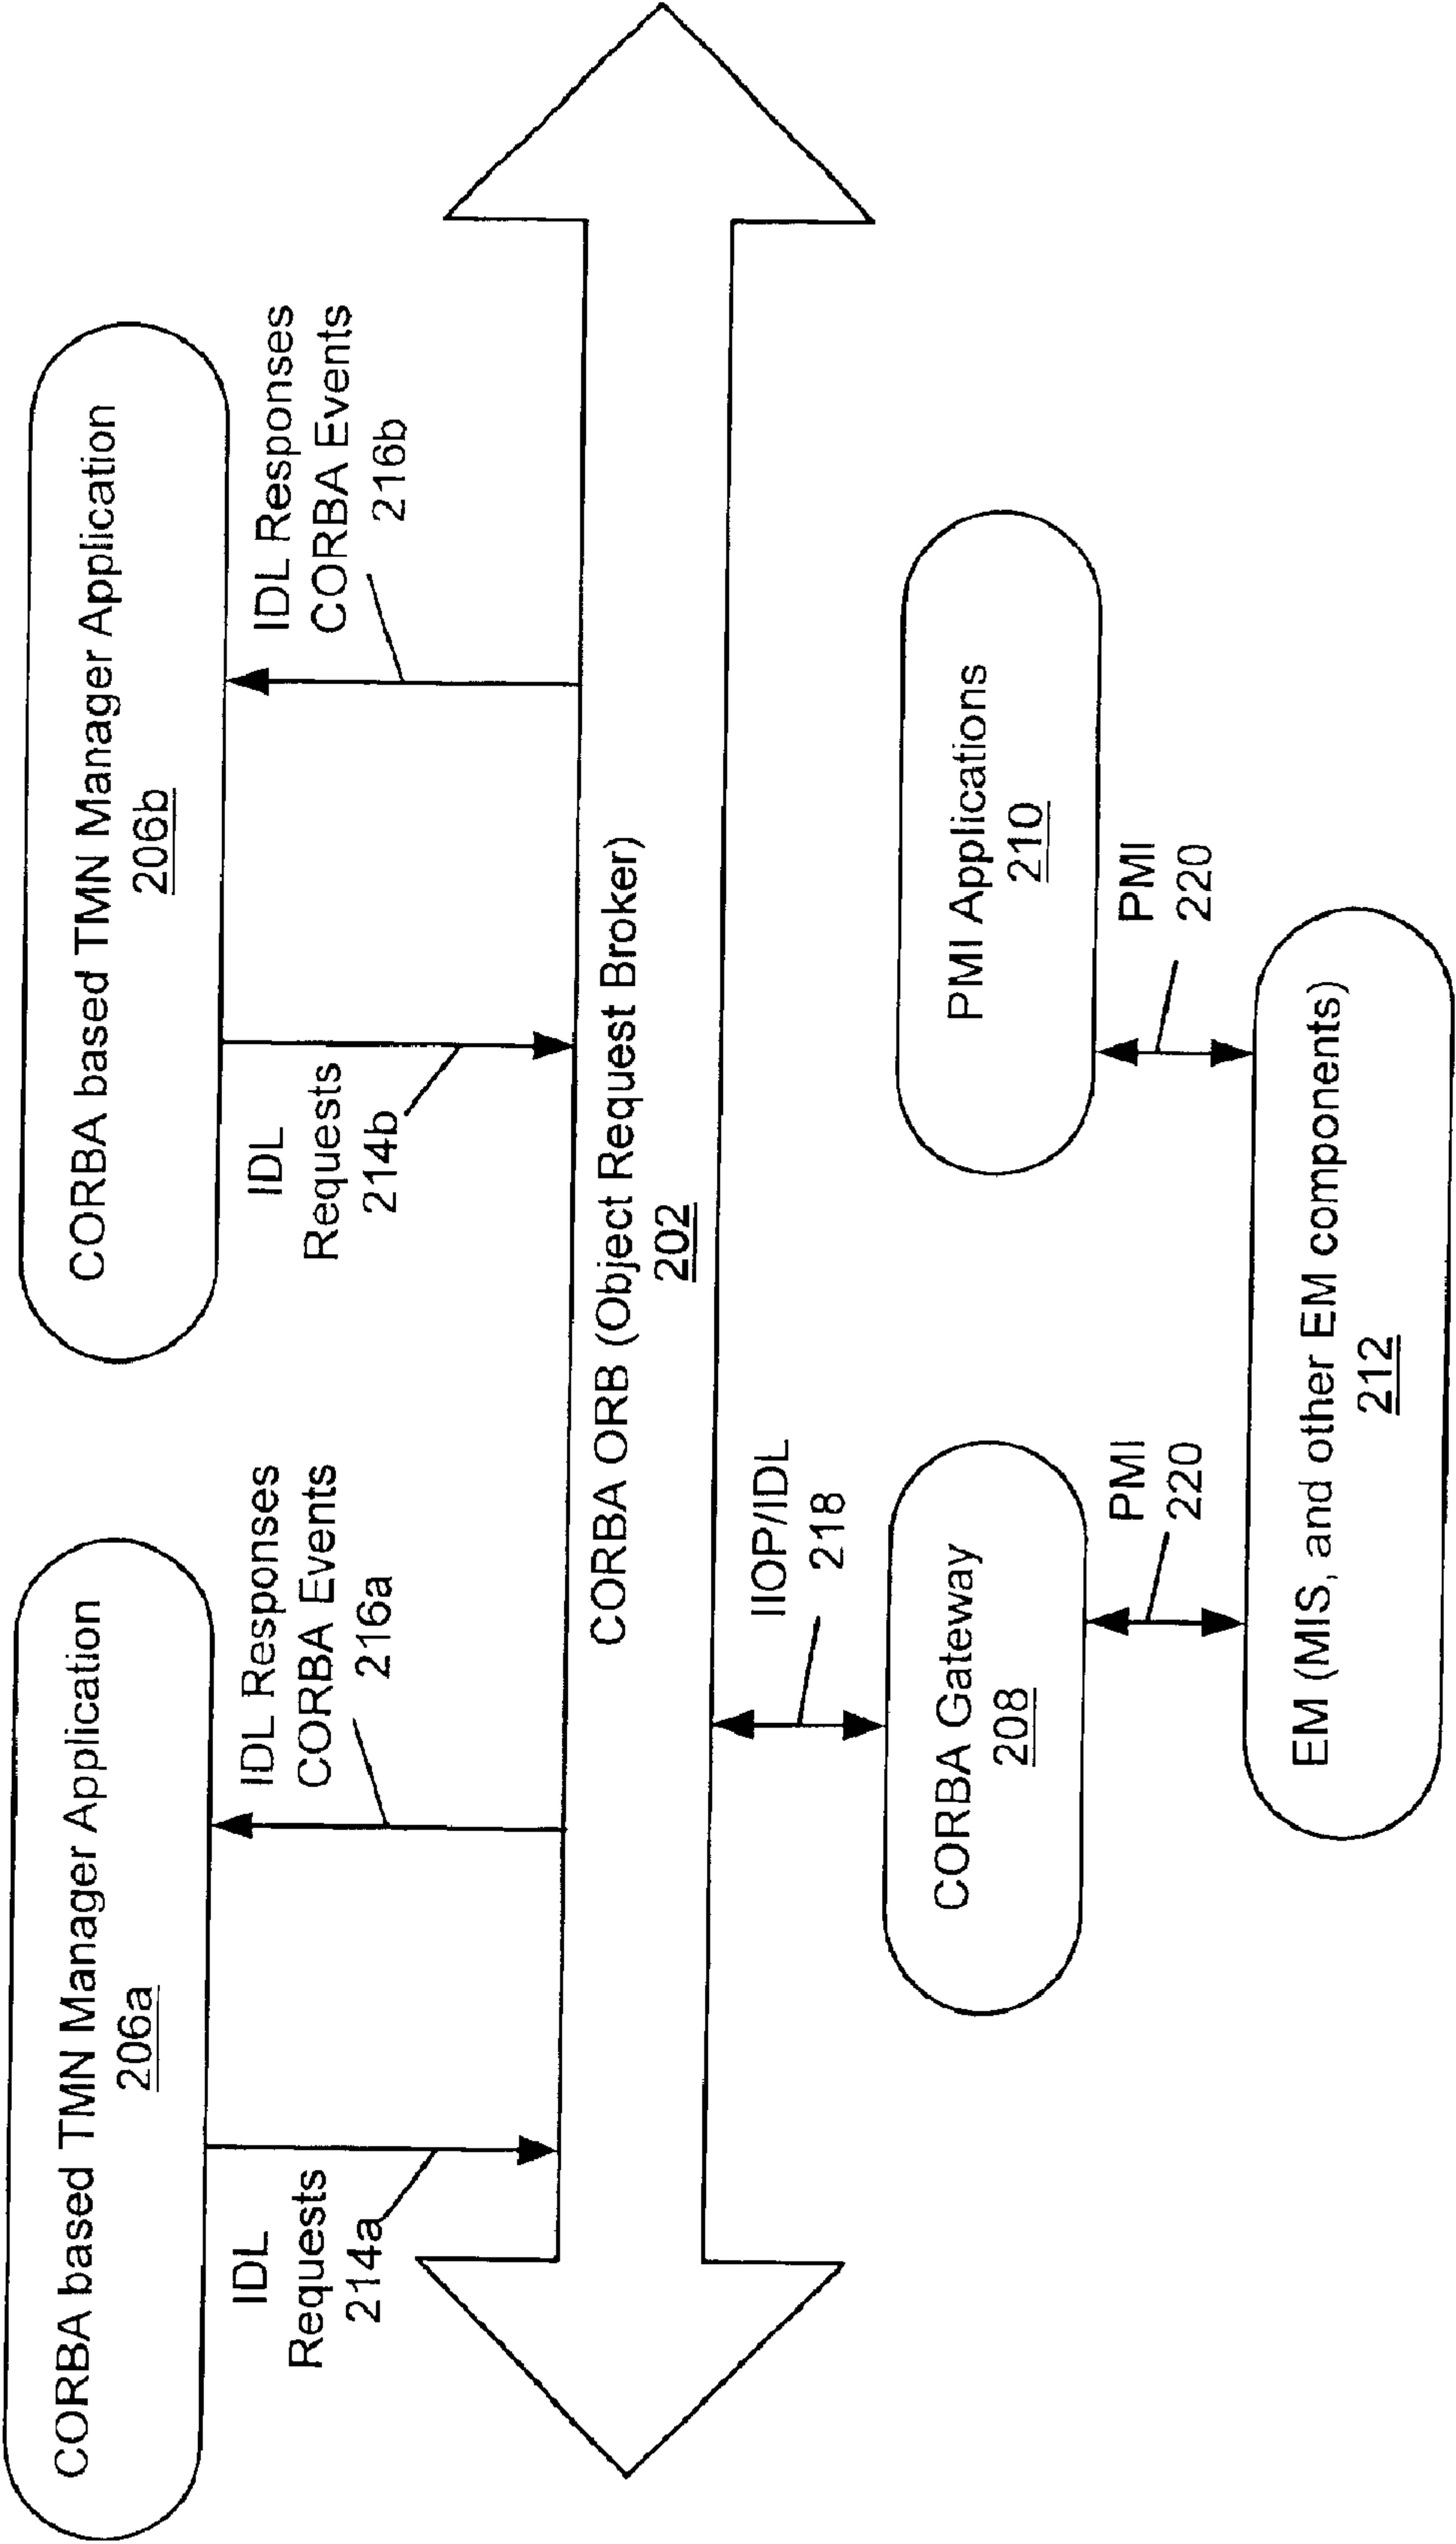 CORBA based TMN Manager Application
206a
CORBA based TMN Manager Application
206b
IDL
Requests
214a
IDL Responses
CORBA Events
216a
IDL
Requests
214b
IDL Responses
CORBA Events
216b
CORBA ORB (Object Request Broker)
202
IIOP/IDL
218
CORBA Gateway
208
PMI Applications
210
PMI
220
PMI
220
EM (MIS, and other EM components)
212